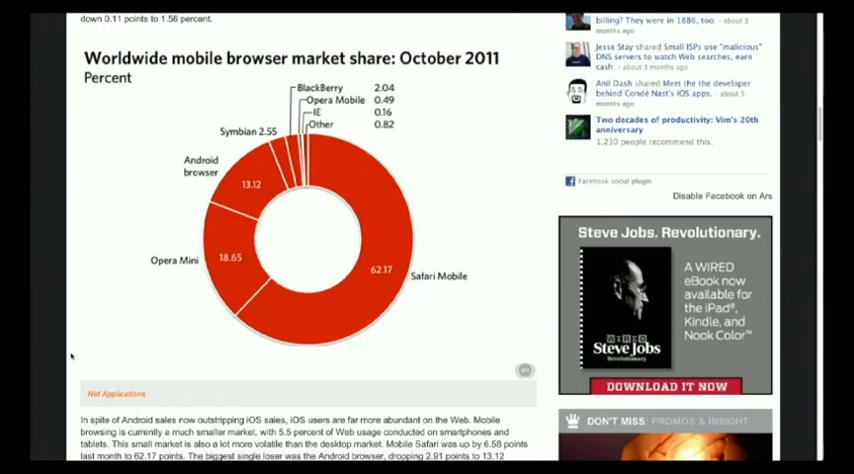 down 0.11 points to 1.56 percent.
Worldwide mobile browser market share: October 2011
Percent
BlackBerry 2.04
Opera Mobile 0.49
IE 0.16
Other 0.82
Symbian 2.55
Android
browser
13.12
Opera Mini 18.65
62.17 Safari Mobile
Net Applications
In spite of Android sales now outstripping iOS sales, iOS users are far more abundant on the Web. Mobile
browsing is currently a much smaller market, with 5.5 percent of Web usage conducted on smartphones and
tablets. This small market is also a lot more volatile than the desktop market. Mobile Safari was up by 6.58 points
last month to 62.17 points. The biggest single loser was the Android browser, dropping 2.91 points to 13.12
billing? They were in 1886, too. · about 3
months ago
Jesse Stay shared Small ISPs use "malicious"
DNS servers to watch Web searches, earn
cash. · about 3 months ago
Anil Dash shared Meet the the developer
behind Condé Nast's iOS apps. · about 5
months ago
Two decades of productivity: Vim's 20th
anniversary
1,230 people recommend this.
Facebook social plugin
Disable Facebook on Ars
Steve Jobs. Revolutionary.
WIRED
Steve Jobs
Revolutionary
A WIRED
eBook now
available for
the iPad®,
Kindle, and
Nook Color™
DOWNLOAD IT NOW
DON'T MISS: PROMOS & INSIGHT